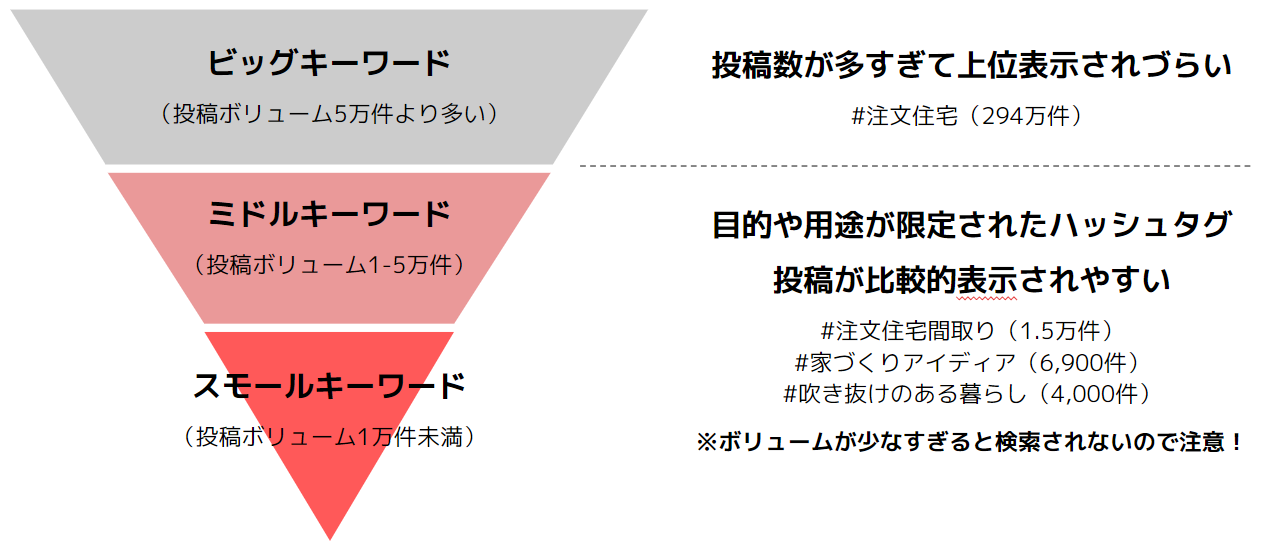 ビッグキーワード
（投稿ボリューム5万件より多い）
投稿数が多すぎて上位表示されづらい
#注文住宅（294万件）
ミドルキーワード
（投稿ボリューム1-5万件）
スモールキーワード
（投稿ボリューム1万件未満）
目的や用途が限定されたハッシュタグ
投稿が比較的表示されやすい
#注文住宅間取り（1.5万件）
#家づくりアイディア（6,900件）
#吹き抜けのある暮らし（4,000件）
※ボリュームが少なすぎると検索されないので注意！